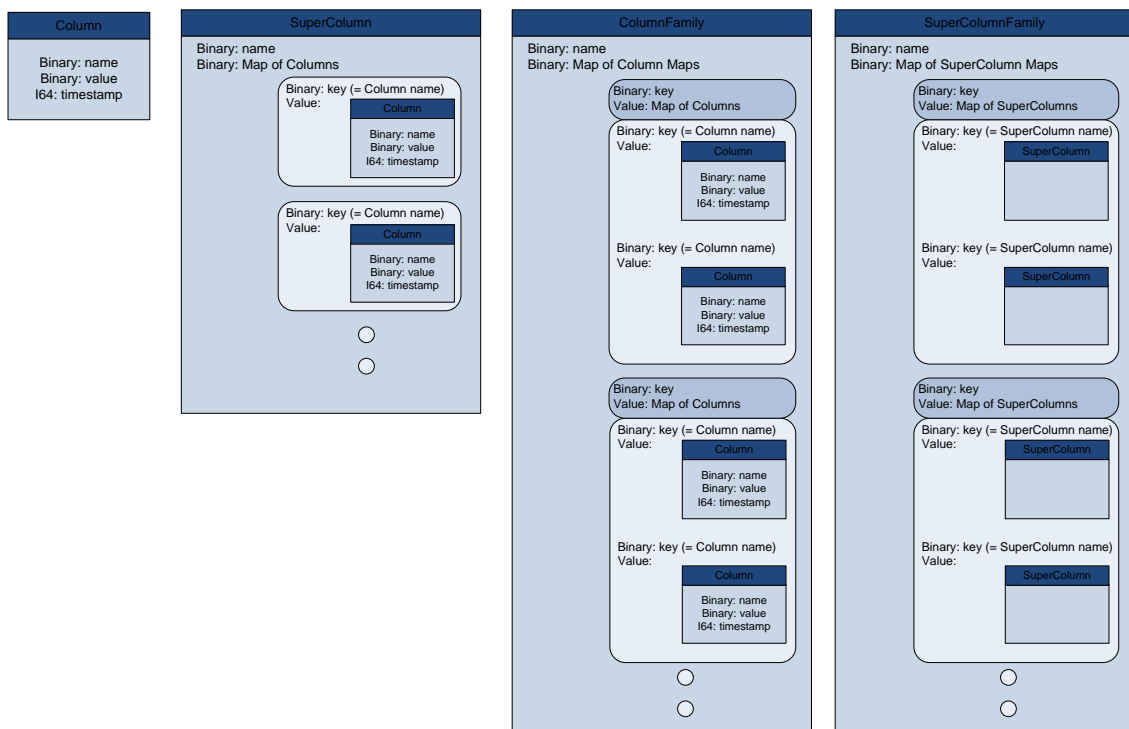 Column
Binary: name
Binary: value
I64: timestamp
SuperColumn
Binary: name
Binary: Map of Columns
Binary: key (= Column name)
Value:
Column
Binary: name
Binary: value
I64: timestamp
Binary: key (= Column name)
Value:
Column
Binary: name
Binary: value
I64: timestamp
ColumnFamily
Binary: name
Binary: Map of Column Maps
Binary: key
Value: Map of Columns
Binary: key (= Column name)
Value:
Column
Binary: name
Binary: value
I64: timestamp
Binary: key (= Column name)
Value:
Column
Binary: name
Binary: value
I64: timestamp
Binary: key
Value: Map of Columns
Binary: key (= Column name)
Value:
Column
Binary: name
Binary: value
I64: timestamp
Binary: key (= Column name)
Value:
Column
Binary: name
Binary: value
I64: timestamp
SuperColumnFamily
Binary: name
Binary: Map of SuperColumn Maps
Binary: key
Value: Map of SuperColumns
Binary: key (= SuperColumn name)
Value:
SuperColumn
Binary: key (= SuperColumn name)
Value:
SuperColumn
Binary: key
Value: Map of SuperColumns
Binary: key (= SuperColumn name)
Value:
SuperColumn
Binary: key (= SuperColumn name)
Value:
SuperColumn